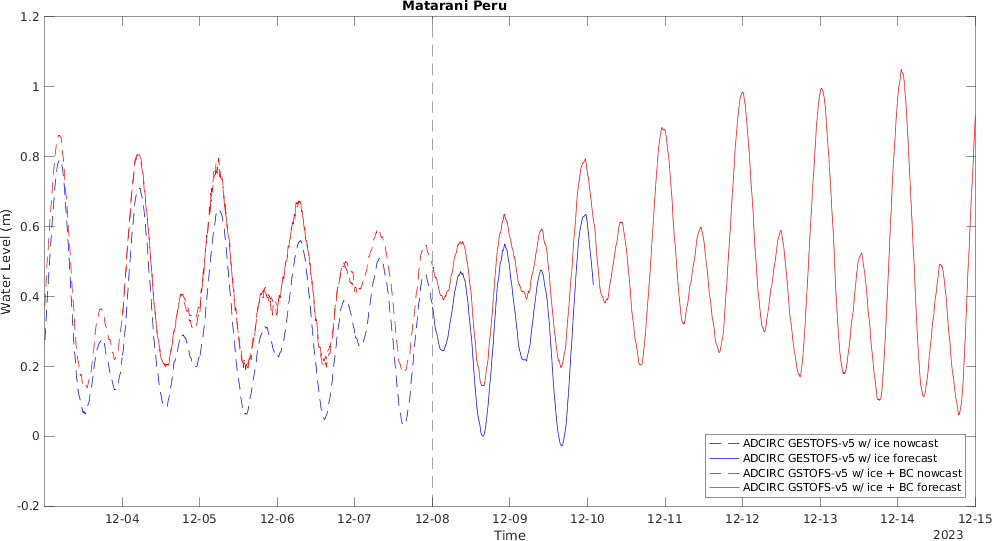 Matarani Peru
1.2
1
0.8
0.6
0.4
0.2
0
-0.2
Water Level (m)
12-04 12-05 12-06 12-07 12-08 12-09 12-10 12-11 12-12 12-13 12-14 12-15
Time
2023
ADCIRC GESTOFS-v5 w/ ice nowcast
ADCIRC GESTOFS-v5 w/ ice forecast
ADCIRC GSTOFS-v5 w/ ice + BC nowcast
ADCIRC GSTOFS-v5 w/ ice + BC forecast